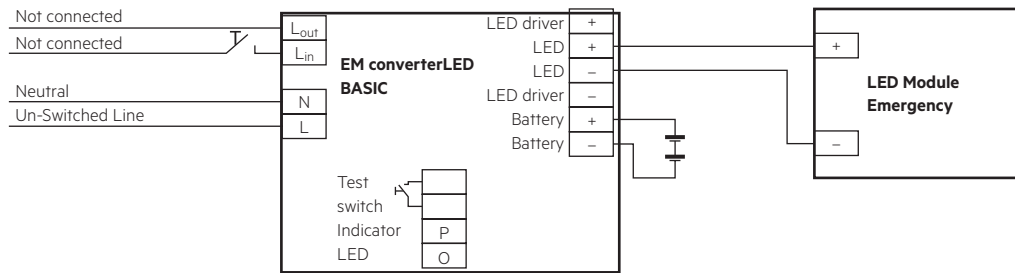 Not connected
Not connected
Neutral
Un-Switched Line
Lout
Lin
N
L
EM converterLED
BASIC
Test
switch
Indicator
LED
P
O
LED driver +
LED +
LED –
LED driver –
Battery +
Battery –
+
–
LED Module
Emergency